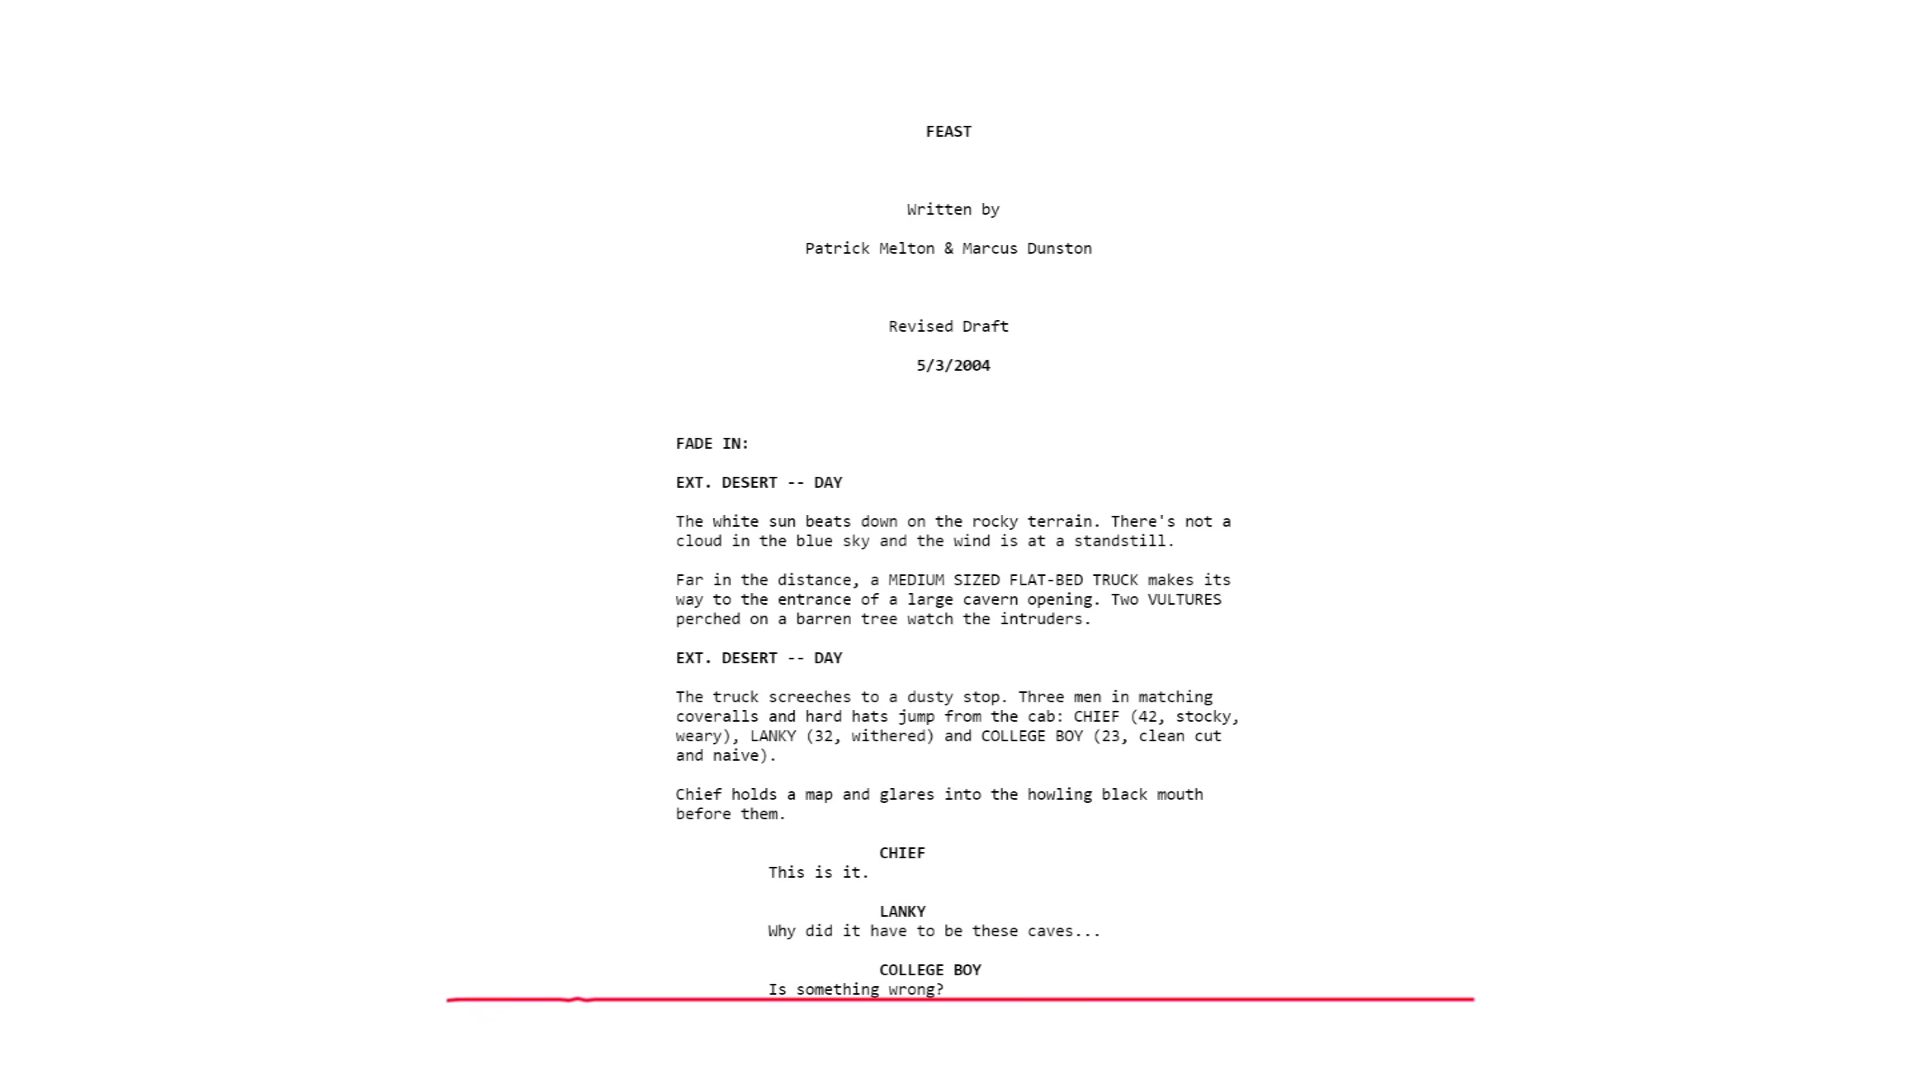 FEAST
Written by
Patrick Melton & Marcus Dunston
Revised Draft
5/3/2004
FADE IN:
EXT. DESERT -- DAY
The white sun beats down on the rocky terrain. There's not a
cloud in the blue sky and the wind is at a standstill.
Far in the distance, a MEDIUM SIZED FLAT-BED TRUCK makes its
way to the entrance of a large cavern opening. Two VULTURES
perched on a barren tree watch the intruders.
EXT. DESERT -- DAY
The truck screeches to a dusty stop. Three men in matching
coveralls and hard hats jump from the cab: CHIEF (42, stocky,
weary), LANKY (32, withered) and COLLEGE BOY (23, clean cut
and naive).
Chief holds a map and glares into the howling black mouth
before them.
CHIEF
This is it.
LANKY
Why did it have to be these caves...
COLLEGE BOY
Is something wrong?